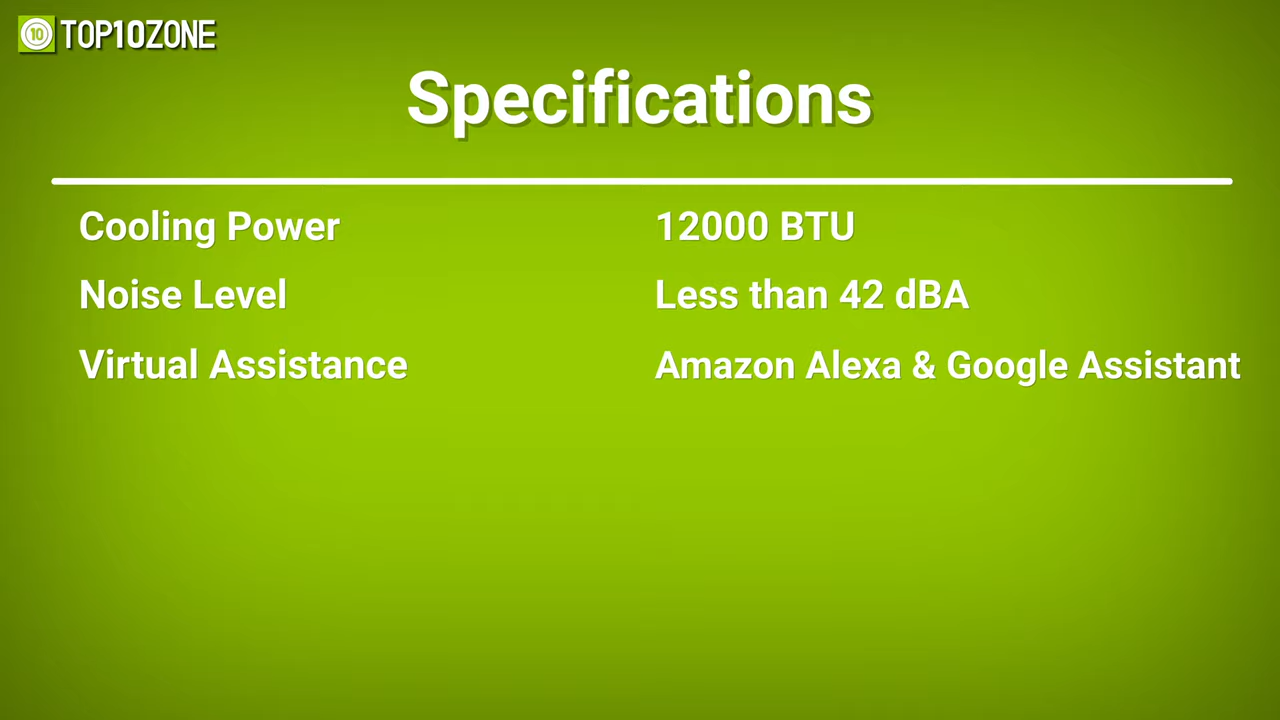 10 TOP10ZONE
Specifications
Cooling Power 12000 BTU
Noise Level Less than 42 dBA
Virtual Assistance Amazon Alexa & Google Assistant